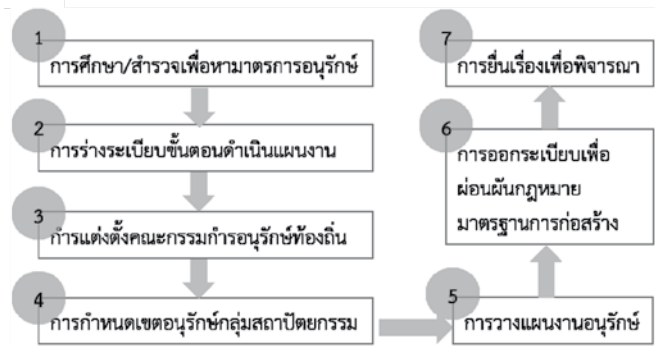 1
การศึกษา/สำรวจเพื่อหามาตรการอนุรักษ์
2
การร่างระเบียบขั้นตอนดำเนินแผนงาน
3
กำรแต่งตั้งคณะกรรมกำรอนุรักษ์ท้องถิ่น
4
การกำหนดเขตอนุรักษ์กลุ่มสถาปัตยกรรม
5
การวางแผนงานอนุรักษ์
6
การออกระเบียบเพื่อ
ผ่อนผันกฎหมาย
มาตรฐานการก่อสร้าง
7
การยื่นเรื่องเพื่อพิจารณา